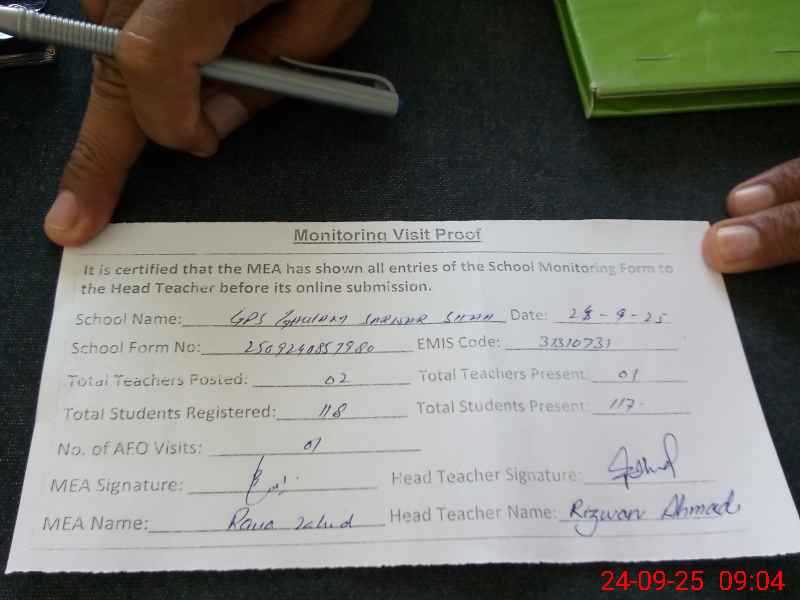 Monitoring Visit Proof
It is certified that the MEA has shown all entries of the School Monitoring Form to
the Head Teacher before its online submission.
School Name: GPS Ghulam Sarwar Shah Date: 24-9-25
School Form No: 2509240857980 EMIS Code: 31310731
Total Teachers Posted: 02 Total Teachers Present: 01
Total Students Registered: 118 Total Students Present: 117
No. of AEO Visits: 01
MEA Signature: Head Teacher Signature:
MEA Name: Rana Head Teacher Name: Rizwan Ahmad
24-09-25 09:04